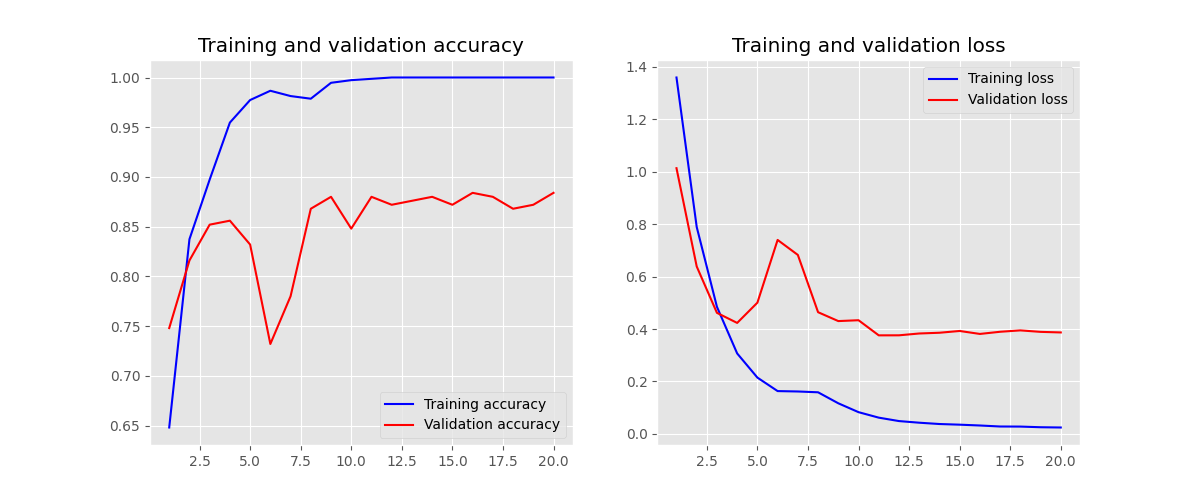 Training and validation accuracy
1.00
0.95
0.90
0.85
0.80
0.75
0.70
0.65
2.5 5.0 7.5 10.0 12.5 15.0 17.5 20.0
Training accuracy
Validation accuracy
Training and validation loss
1.4
1.2
1.0
0.8
0.6
0.4
0.2
0.0
2.5 5.0 7.5 10.0 12.5 15.0 17.5 20.0
Training loss
Validation loss